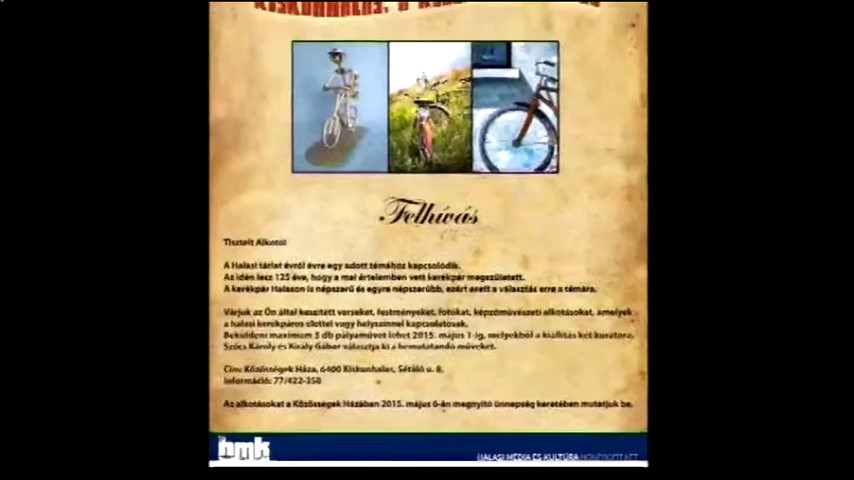 KISKUNHALAS, A
Felhívás
Tisztelt Alkotó!
A Halasi tárlat évről évre egy adott témához kapcsolódik.
Az idén lesz 125 éve, hogy a mai értelemben vett kerékpár megszületett.
A kerékpár Halason is népszerű és egyre népszerűbb, ezért esett a választás erre a témára.
Várjuk az Ön által készített verseket, festményeket, fotókat, képzőművészeti alkotásokat, amelyek
a halasi kerékpáros élettel vagy helyszínnel kapcsolatosak.
Beküldeni maximum 3 db pályaművet lehet 2015. május 1-ig, melyekből a kiállítás két kurátora,
Szűcs Károly és Király Gábor választja ki a bemutatandó műveket.
Cím: Közösségek Háza, 6400 Kiskunhalas, Sétáló u. 8.
Információ: 77/422-350
Az alkotásokat a Közösségek Házában 2015. május 6-án megnyitó ünnepség keretében mutatjuk be.
hmk
HALASI MÉDIA ÉS KULTÚRA NONPROFIT KFT.